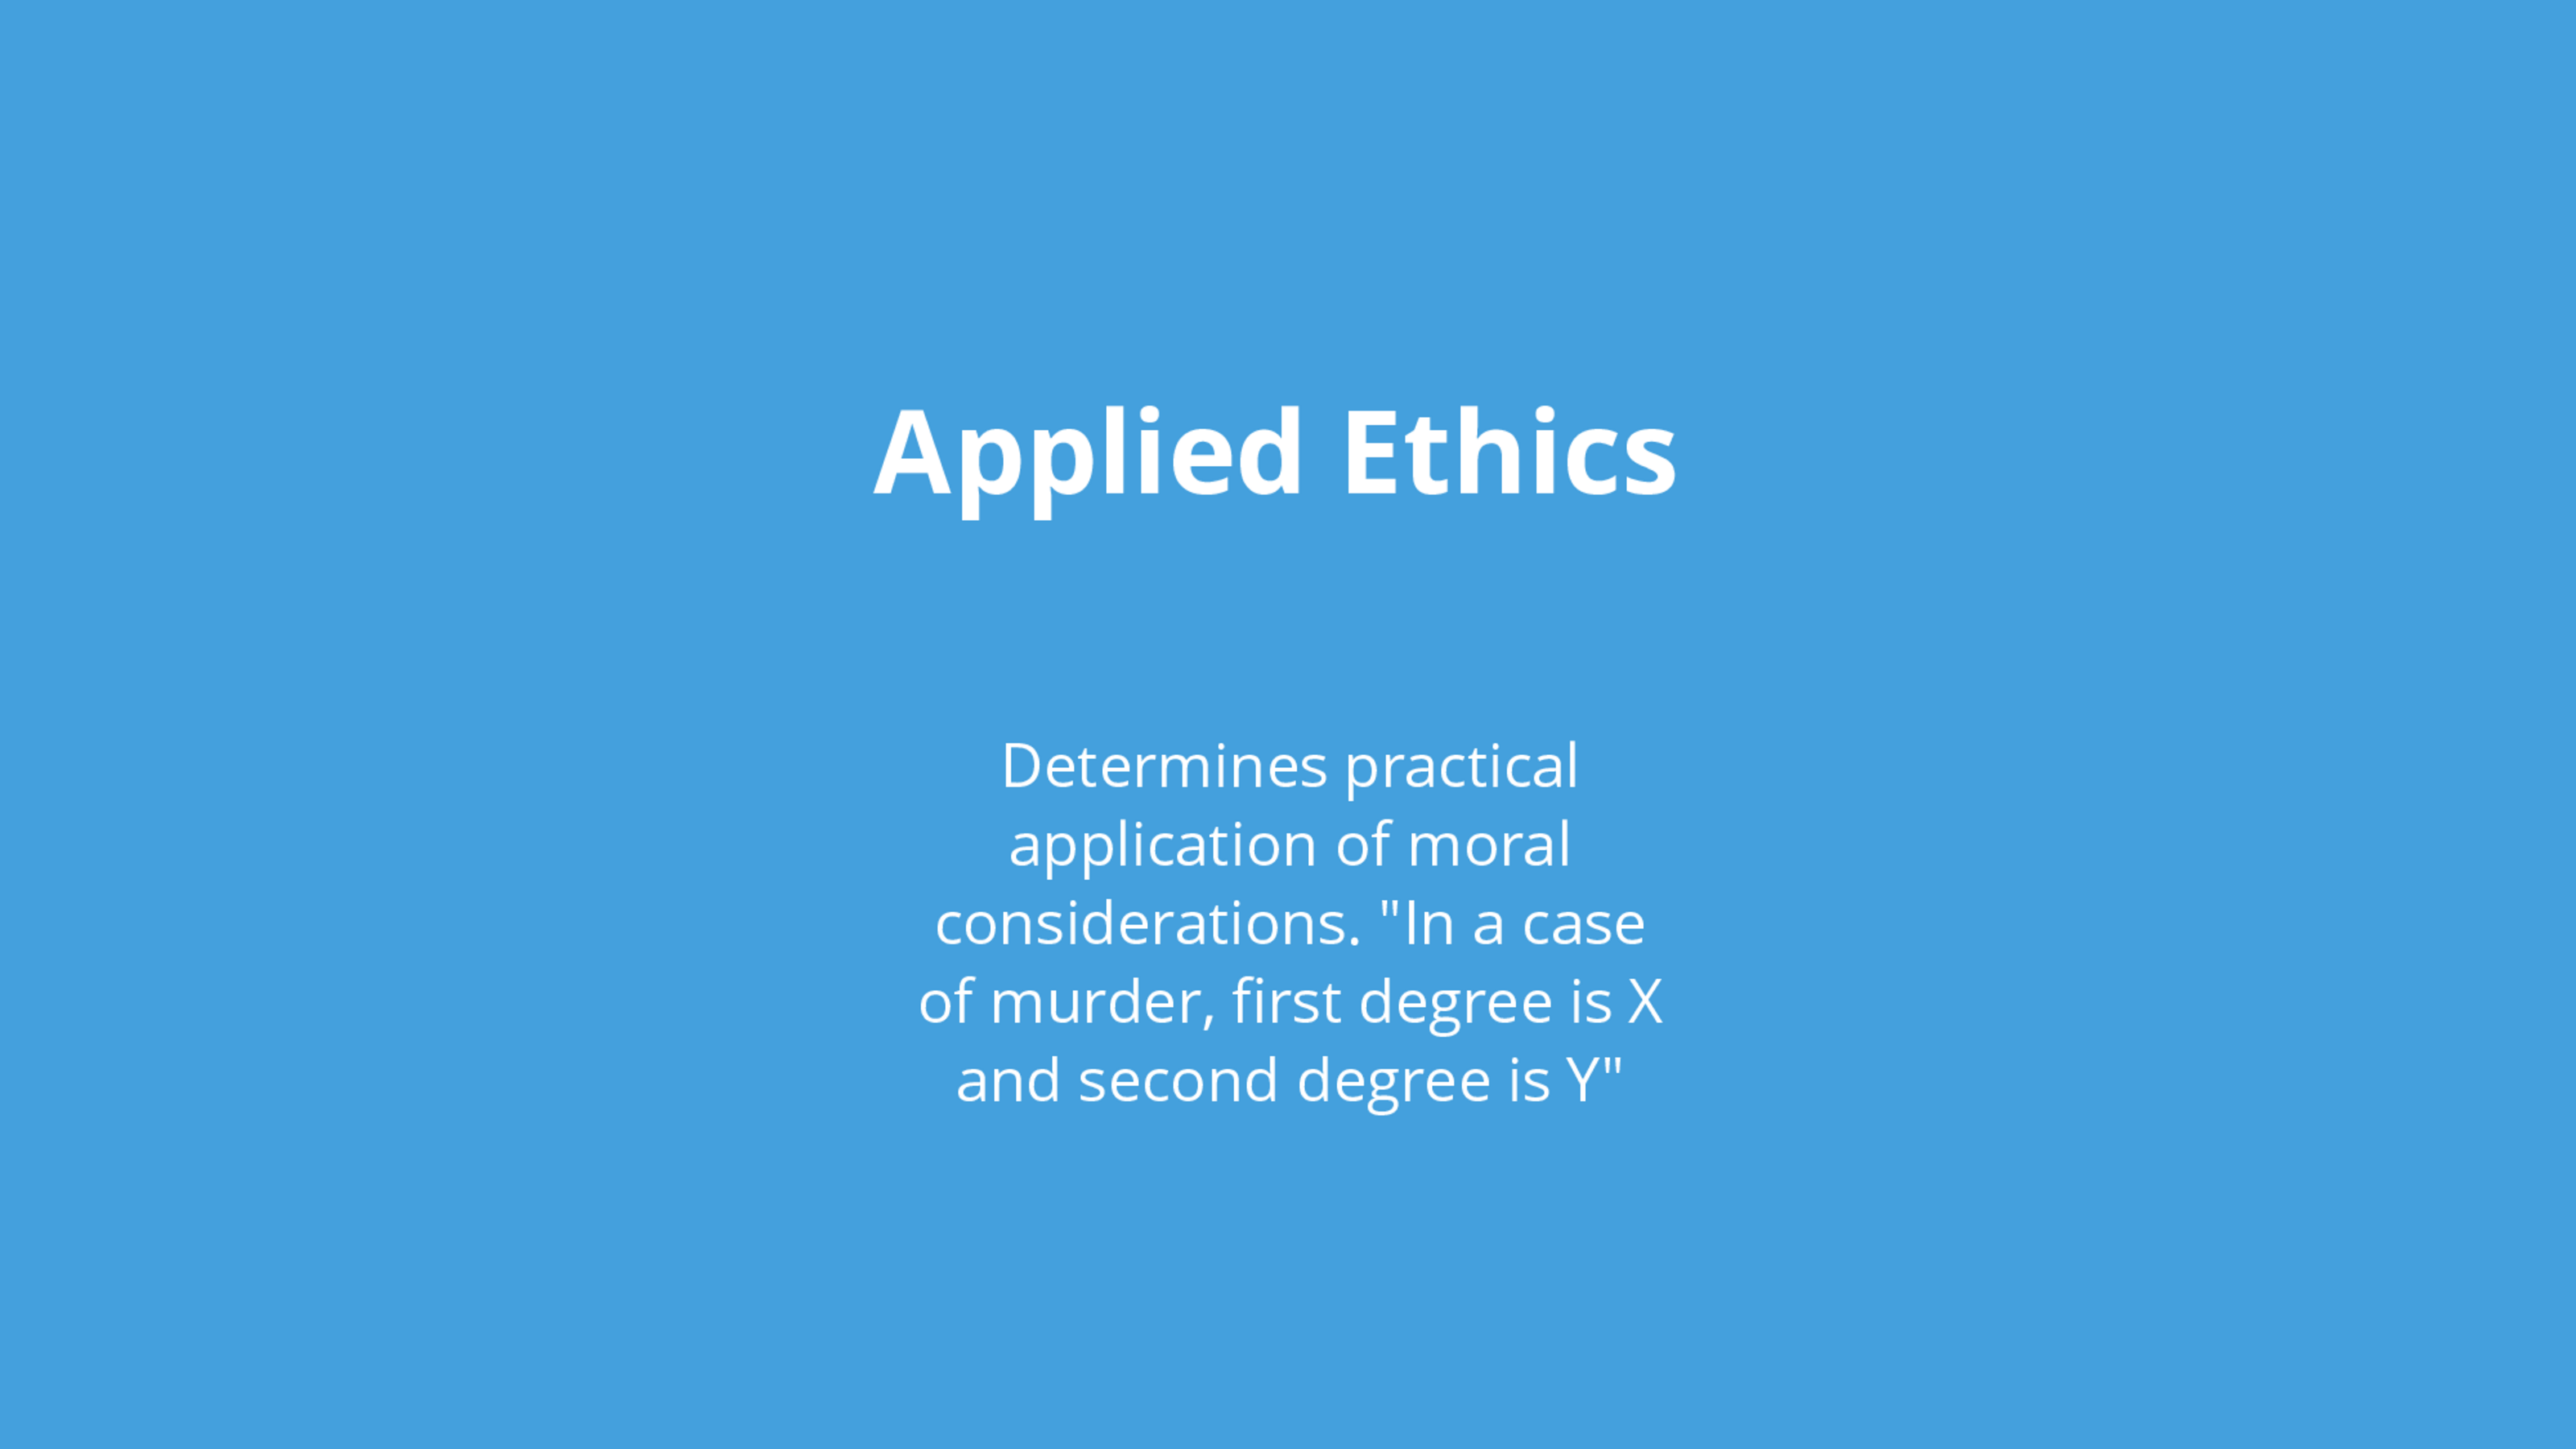 Applied Ethics
Determines practical
application of moral
considerations. "In a case
of murder, first degree is X
and second degree is Y"